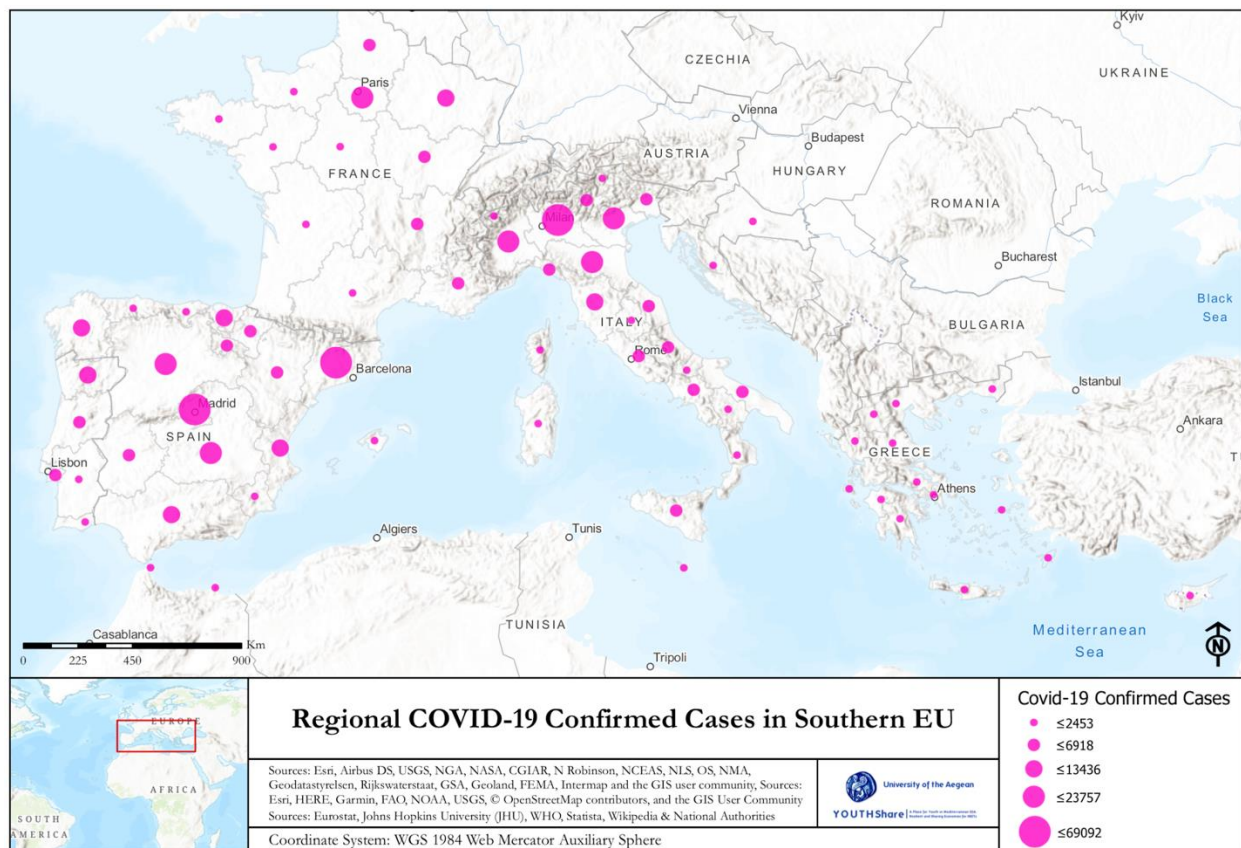 Kyiv
CZECHIA
UKRAINE
Paris
Vienna
Budapest
AUSTRIA
HUNGARY
FRANCE
ROMANIA
Milan
Bucharest
Black
Sea
ITALY
BULGARIA
Rome
Barcelona
Istanbul
Madrid
Ankara
SPAIN
GREECE
T
Lisbon
Athens
Algiers
Tunis
TUNISIA
Casablanca
Mediterranean
Sea
Tripoli
Km
0 225 450 900
N
EUROPE
AFRICA
SOUTH
AMERICA
Regional COVID-19 Confirmed Cases in Southern EU
Sources: Esri, Airbus DS, USGS, NGA, NASA, CGIAR, N Robinson, NCEAS, NLS, OS, NMA,
Geodatastyrelsen, Rijkswaterstaat, GSA, Geoland, FEMA, Intermap and the GIS user community, Sources:
Esri, HERE, Garmin, FAO, NOAA, USGS, © OpenStreetMap contributors, and the GIS User Community
Sources: Eurostat, Johns Hopkins University (JHU), WHO, Statista, Wikipedia & National Authorities
Coordinate System: WGS 1984 Web Mercator Auxiliary Sphere
University of the Aegean
YOUTHShare
Covid-19 Confirmed Cases
≤2453
≤6918
≤13436
≤23757
≤69092